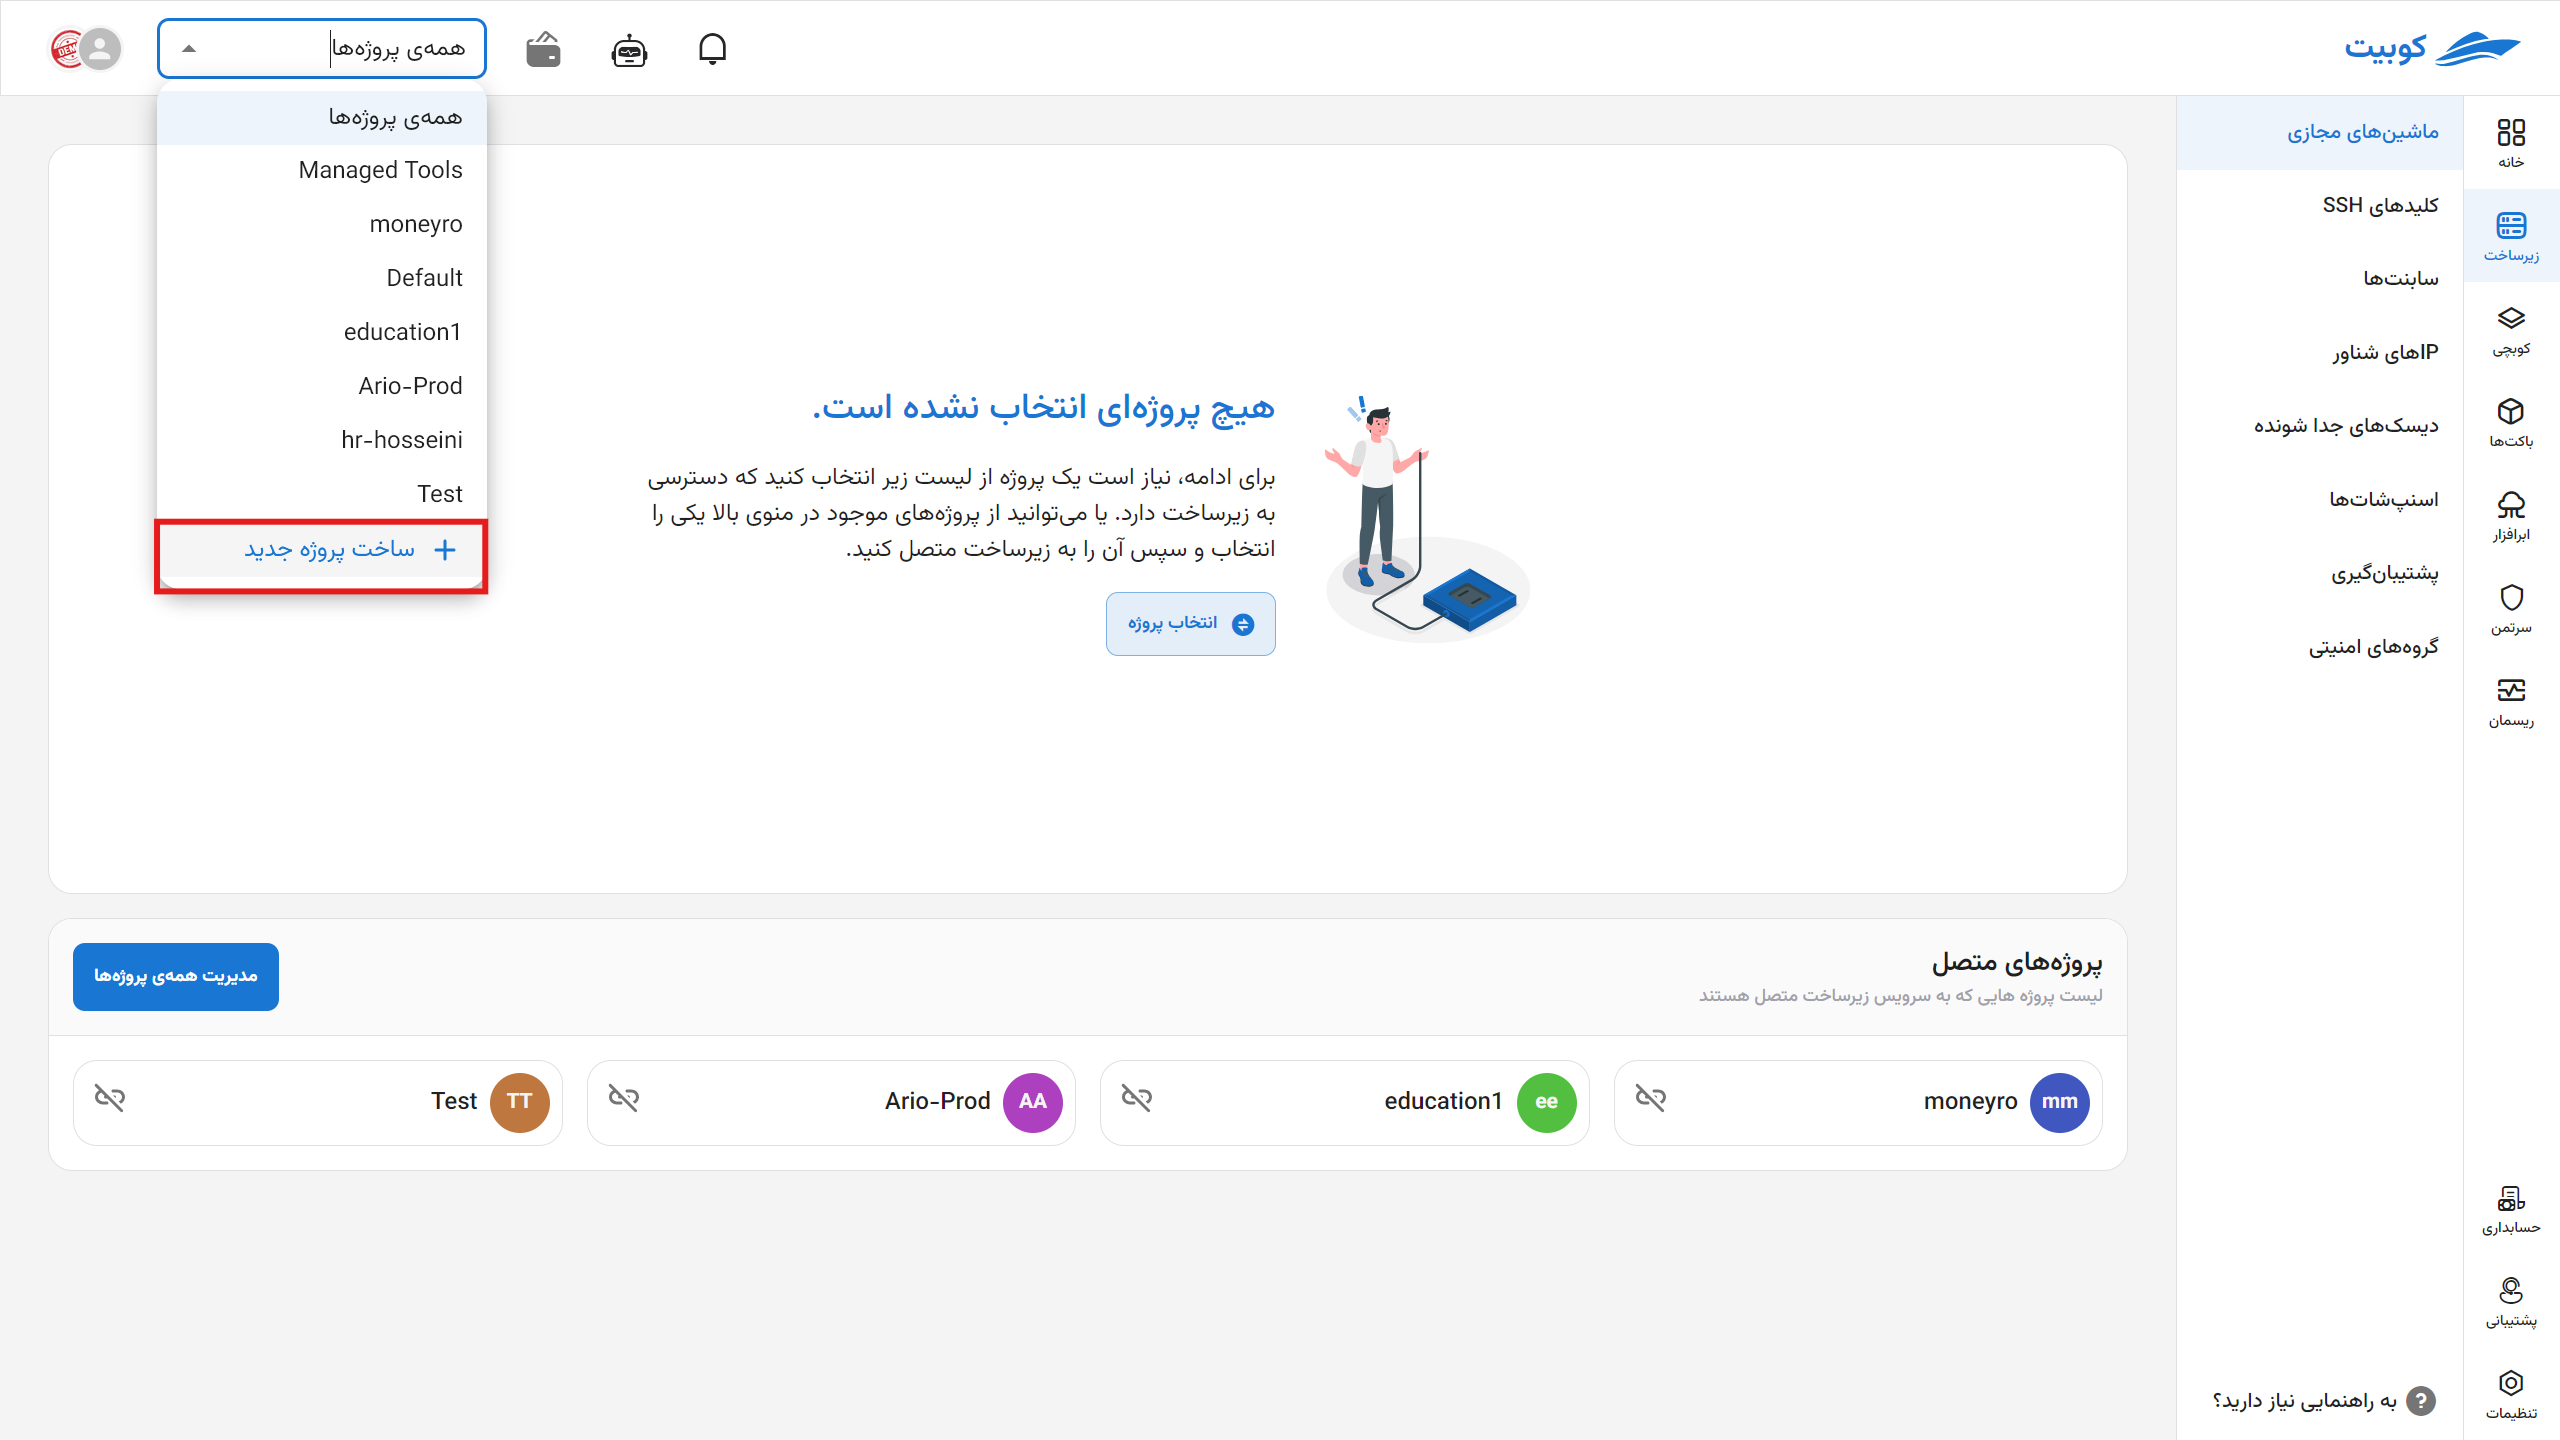 کوبیت
همه‌ی پروژه‌ها
DEMO
همه‌ی پروژه‌ها
Managed Tools
moneyro
Default
education1
Ario-Prod
hr-hosseini
Test
ساخت پروژه جدید
خانه
زیرساخت
کوبچی
باکت‌ها
ابرافزار
سرتمن
ریسمان
حسابداری
پشتیبانی
تنظیمات
ماشین‌های مجازی
کلیدهای SSH
سابنت‌ها
IPهای شناور
دیسک‌های جدا شونده
اسنپ‌شات‌ها
پشتیبان‌گیری
گروه‌های امنیتی
به راهنمایی نیاز دارید؟
هیچ پروژه‌ای انتخاب نشده است.
برای ادامه، نیاز است یک پروژه از لیست زیر انتخاب کنید که دسترسی
به زیرساخت دارد. یا می‌توانید از پروژه‌های موجود در منوی بالا یکی را
انتخاب و سپس آن را به زیرساخت متصل کنید.
انتخاب پروژه
پروژه‌های متصل
لیست پروژه هایی که به سرویس زیرساخت متصل هستند
مدیریت همه‌ی پروژه‌ها
mm moneyro
ee education1
AA Ario-Prod
TT Test